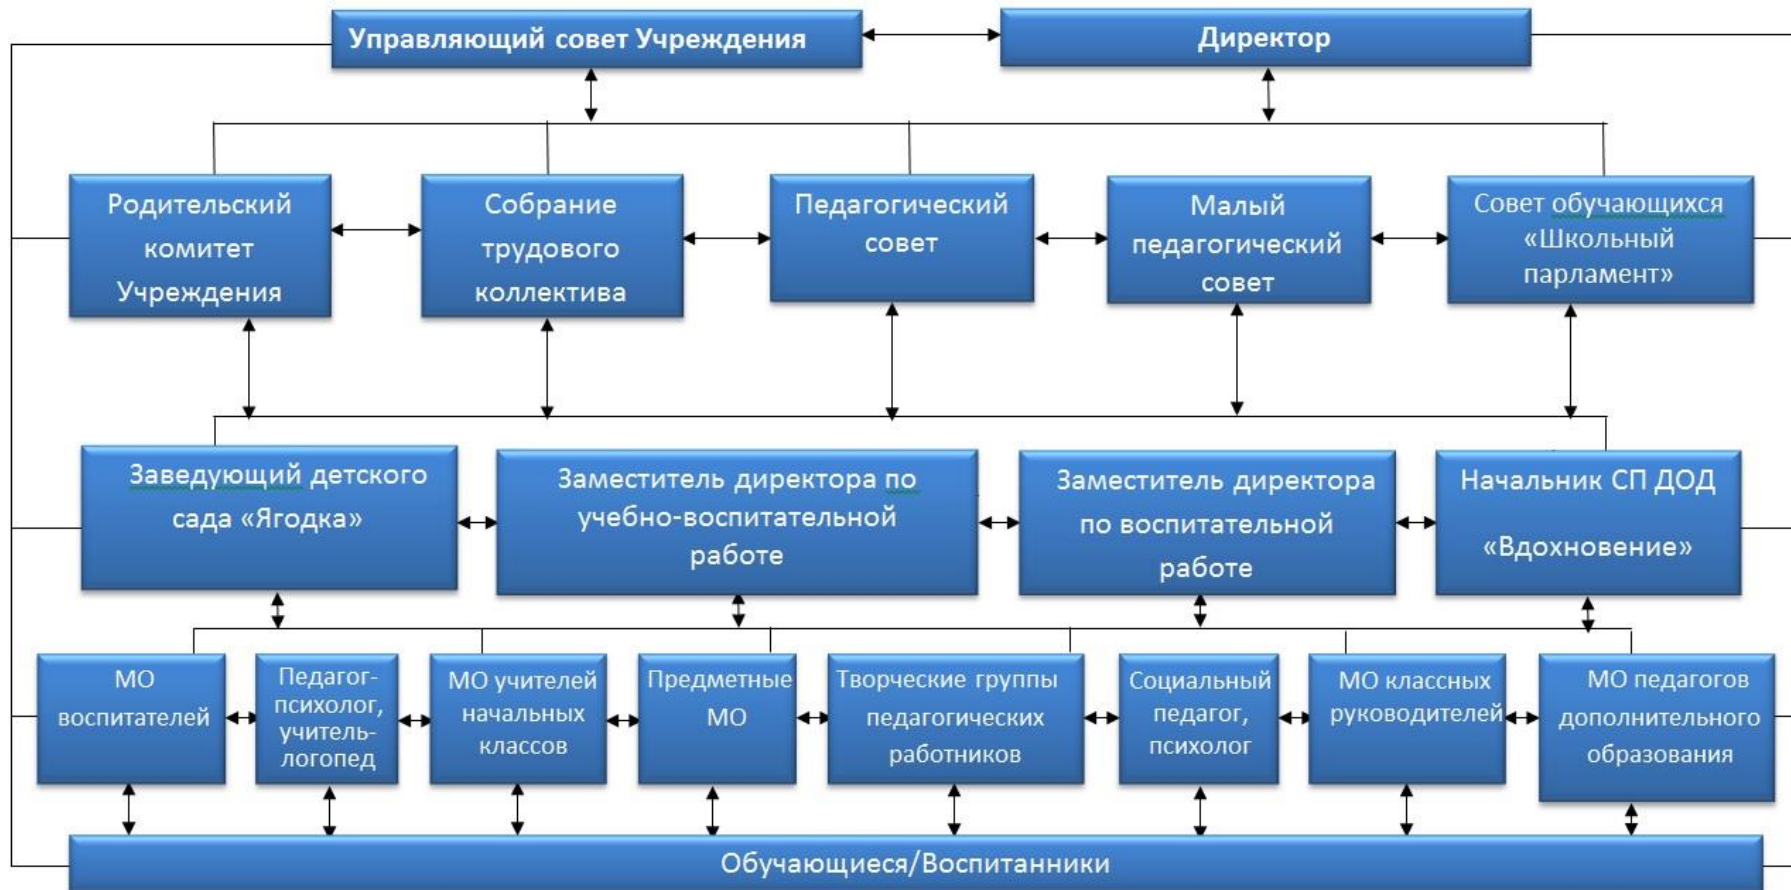 Управляющий совет Учреждения
Директор
Родительский
комитет
Учреждения
Собрание
трудового
коллектива
Педагогический
совет
Малый
педагогический
совет
Совет обучающихся
«Школьный
парламент»
Заведующий детского
сада «Ягодка»
Заместитель директора по
учебно-воспитательной
работе
Заместитель директора
по воспитательной
работе
Начальник СП ДОД
«Вдохновение»
МО
воспитателей
Педагог-
психолог,
учитель-
логопед
МО учителей
начальных
классов
Предметные
МО
Творческие группы
педагогических
работников
Социальный
педагог,
психолог
МО классных
руководителей
МО педагогов
дополнительного
образования
Обучающиеся/Воспитанники